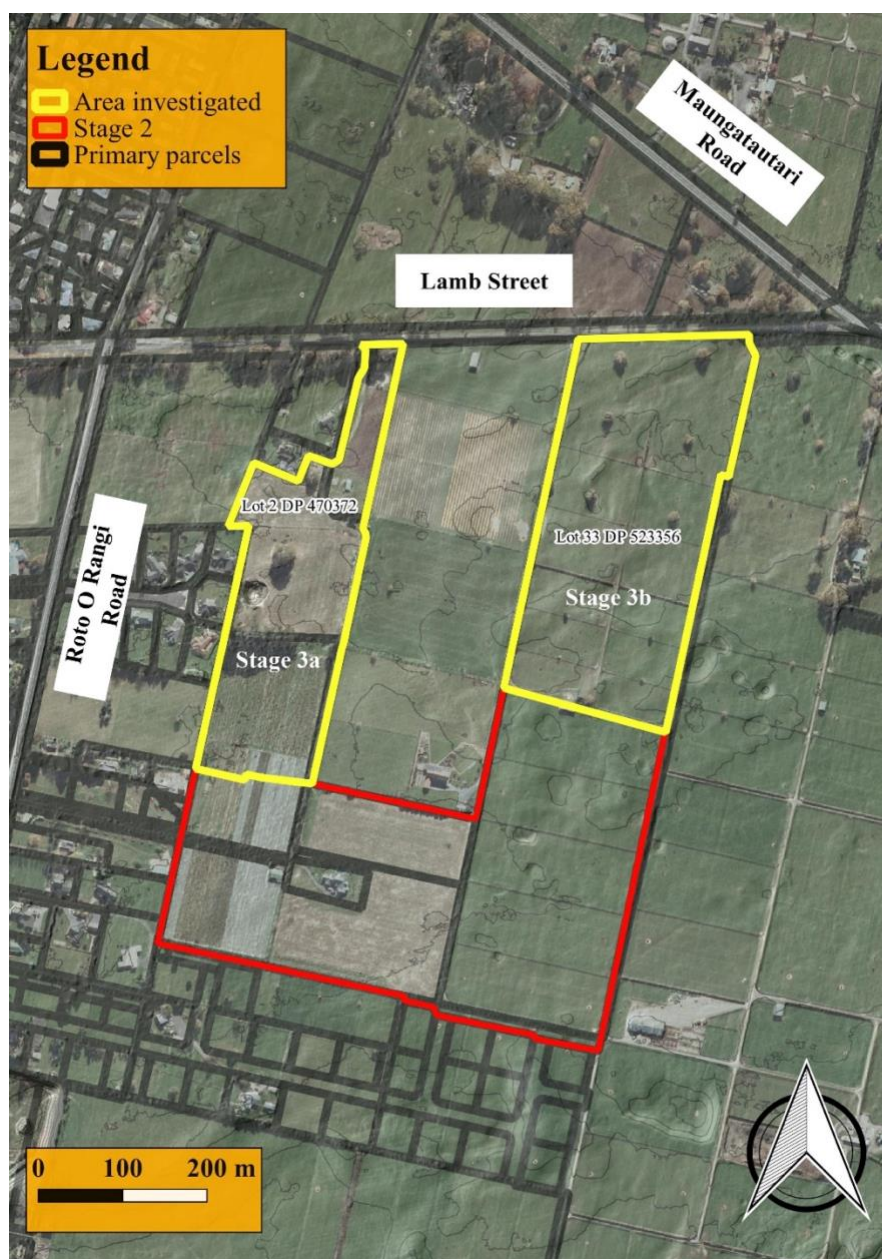 Legend
Area investigated
Stage 2
Primary parcels
Maungatautari
Road
Lamb Street
Lot 2 DP 470372
Lot 33 DP 523356
Stage 3b
Roto O Rangi
Road
Stage 3a
0 100 200 m